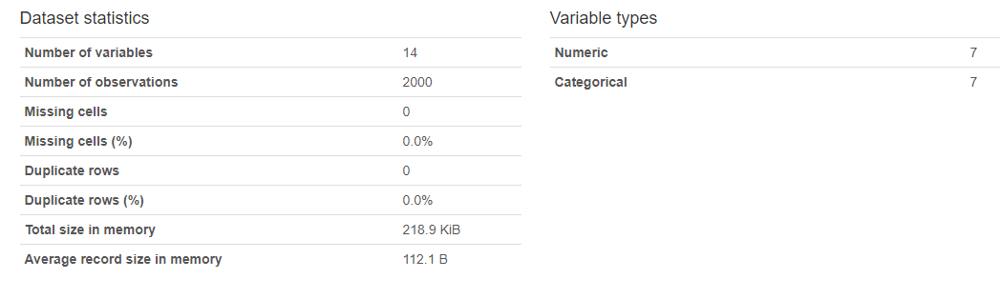 Dataset statistics
Number of variables 14
Number of observations 2000
Missing cells 0
Missing cells (%) 0.0%
Duplicate rows 0
Duplicate rows (%) 0.0%
Total size in memory 218.9 KiB
Average record size in memory 112.1 B
Variable types
Numeric 7
Categorical 7